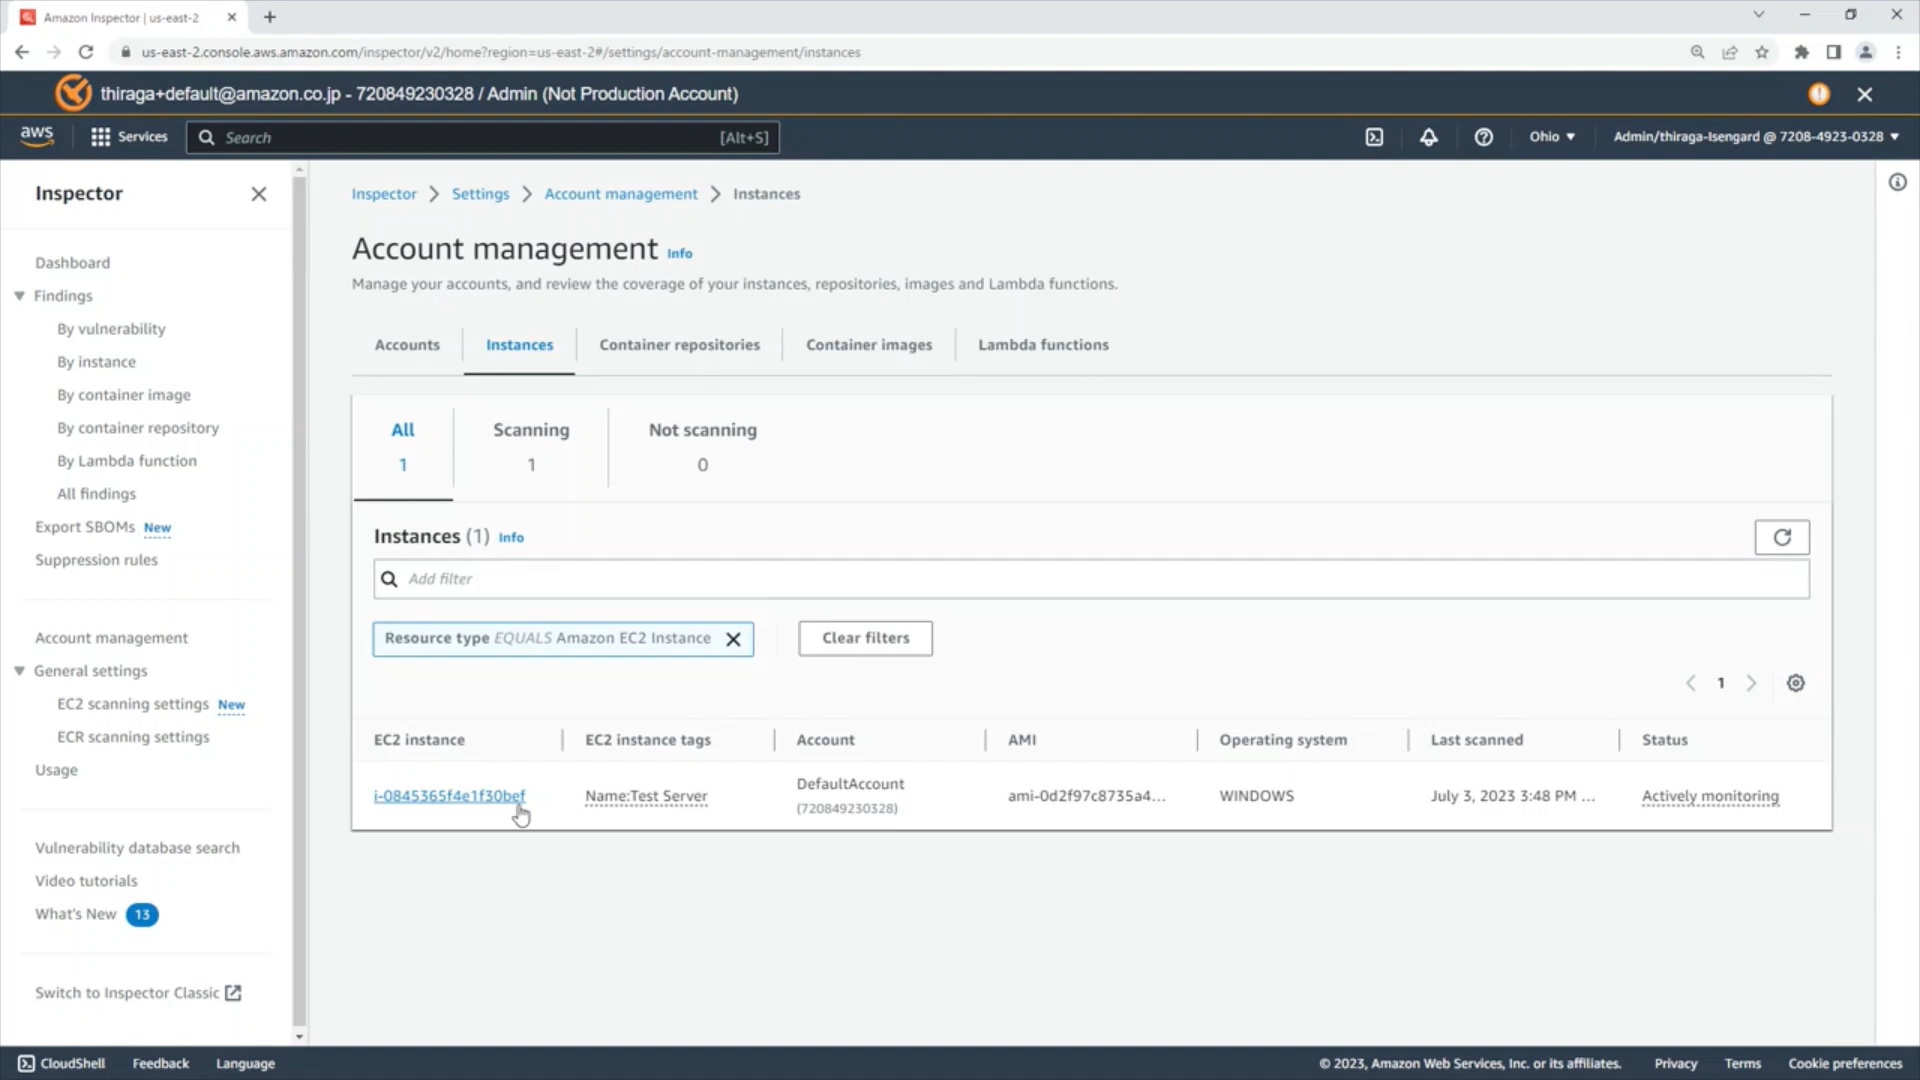 Amazon Inspector | us-east-2
us-east-2.console.aws.amazon.com/inspector/v2/home?region=us-east-2#/settings/account-management/instances
thiraga+default@amazon.co.jp - 720849230328 / Admin (Not Production Account)
aws Services Search [Alt+S] Ohio Admin/thiraga-Isengard @ 7208-4923-0328
Inspector
Dashboard
Findings
By vulnerability
By instance
By container image
By container repository
By Lambda function
All findings
Export SBOMs New
Suppression rules
Account management
General settings
EC2 scanning settings New
ECR scanning settings
Usage
Vulnerability database search
Video tutorials
What's New 13
Switch to Inspector Classic
Inspector Settings Account management Instances
Account management Info
Manage your accounts, and review the coverage of your instances, repositories, images and Lambda functions.
Accounts Instances Container repositories Container images Lambda functions
All Scanning Not scanning
1 1 0
Instances (1) Info
Add filter
Resource type EQUALS Amazon EC2 Instance Clear filters
1
EC2 instance EC2 instance tags Account AMI Operating system Last scanned Status
i-0845365f4e1f30bef Name:Test Server DefaultAccount (720849230328) ami-0d2f97c8735a4... WINDOWS July 3, 2023 3:48 PM ... Actively monitoring
CloudShell Feedback Language © 2023, Amazon Web Services, Inc. or its affiliates. Privacy Terms Cookie preferences